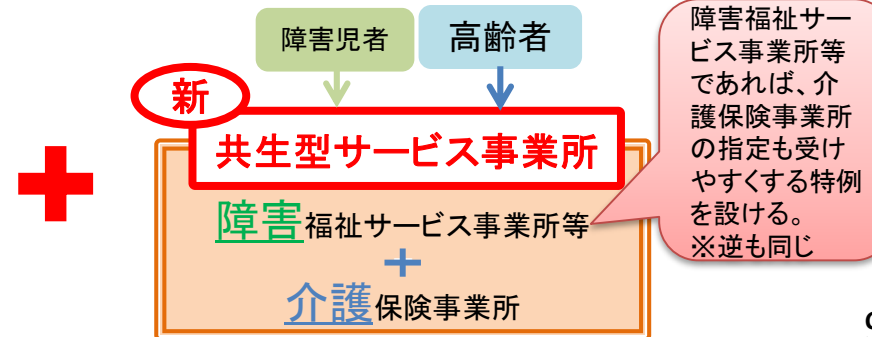 障害児者
高齢者
新
共生型サービス事業所
障害福祉サービス事業所等
+
介護保険事業所
障害福祉サー
ビス事業所等
であれば、介
護保険事業所
の指定も受け
やすくする特例
を設ける。
※逆も同じ